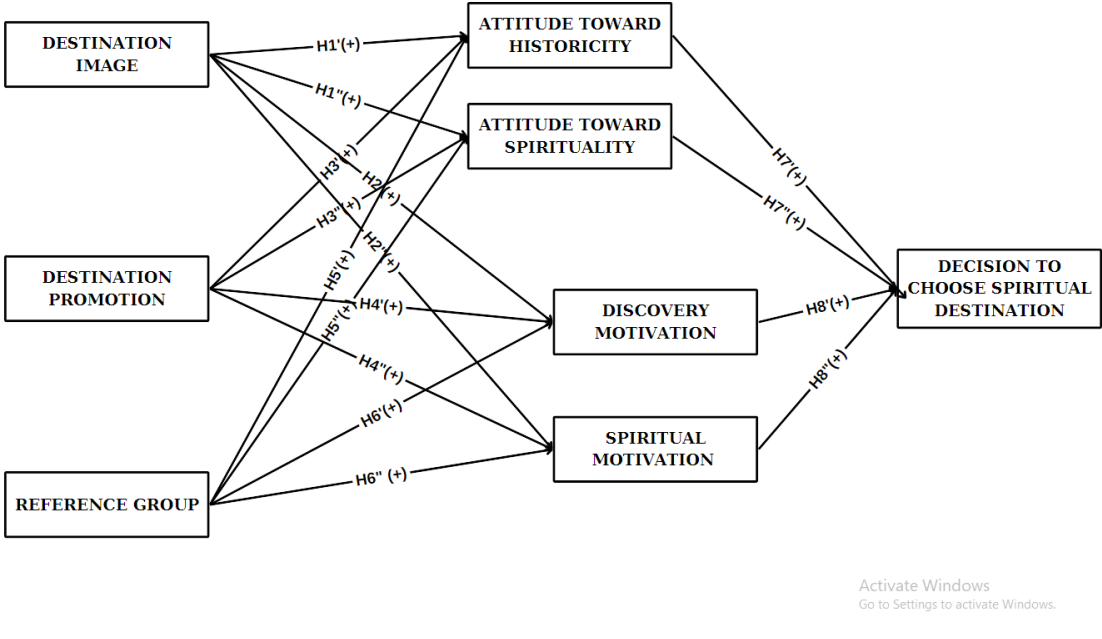 DESTINATION
IMAGE
ATTITUDE TOWARD
HISTORICITY
ATTITUDE TOWARD
SPIRITUALITY
H1'(+)
H1"(+)
H3'(+)
H2'(+)
H3"(+)
H2"(+)
H5'(+)
H5"(+)
H7'(+)
H7"(+)
DESTINATION
PROMOTION
DECISION TO
CHOOSE SPIRITUAL
DESTINATION
H4'(+)
DISCOVERY
MOTIVATION
H8'(+)
H4"(+)
H8"(+)
H6'(+)
SPIRITUAL
MOTIVATION
H6" (+)
REFERENCE GROUP
Activate Windows
Go to Settings to activate Windows.